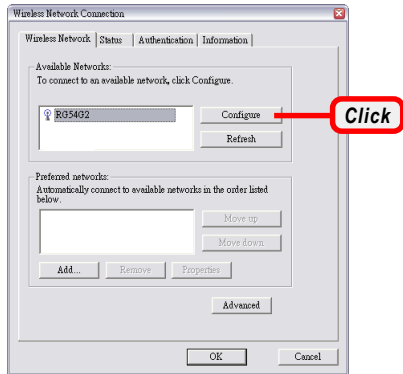 Wireless Network Connection
Wireless Network Status Authentication Information
Available Networks:
To connect to an available network, click Configure.
RG54G2
Configure
Refresh
Click
Preferred networks:
Automatically connect to available networks in the order listed
below.
Move up
Move down
Add... Remove Properties
Advanced
OK Cancel